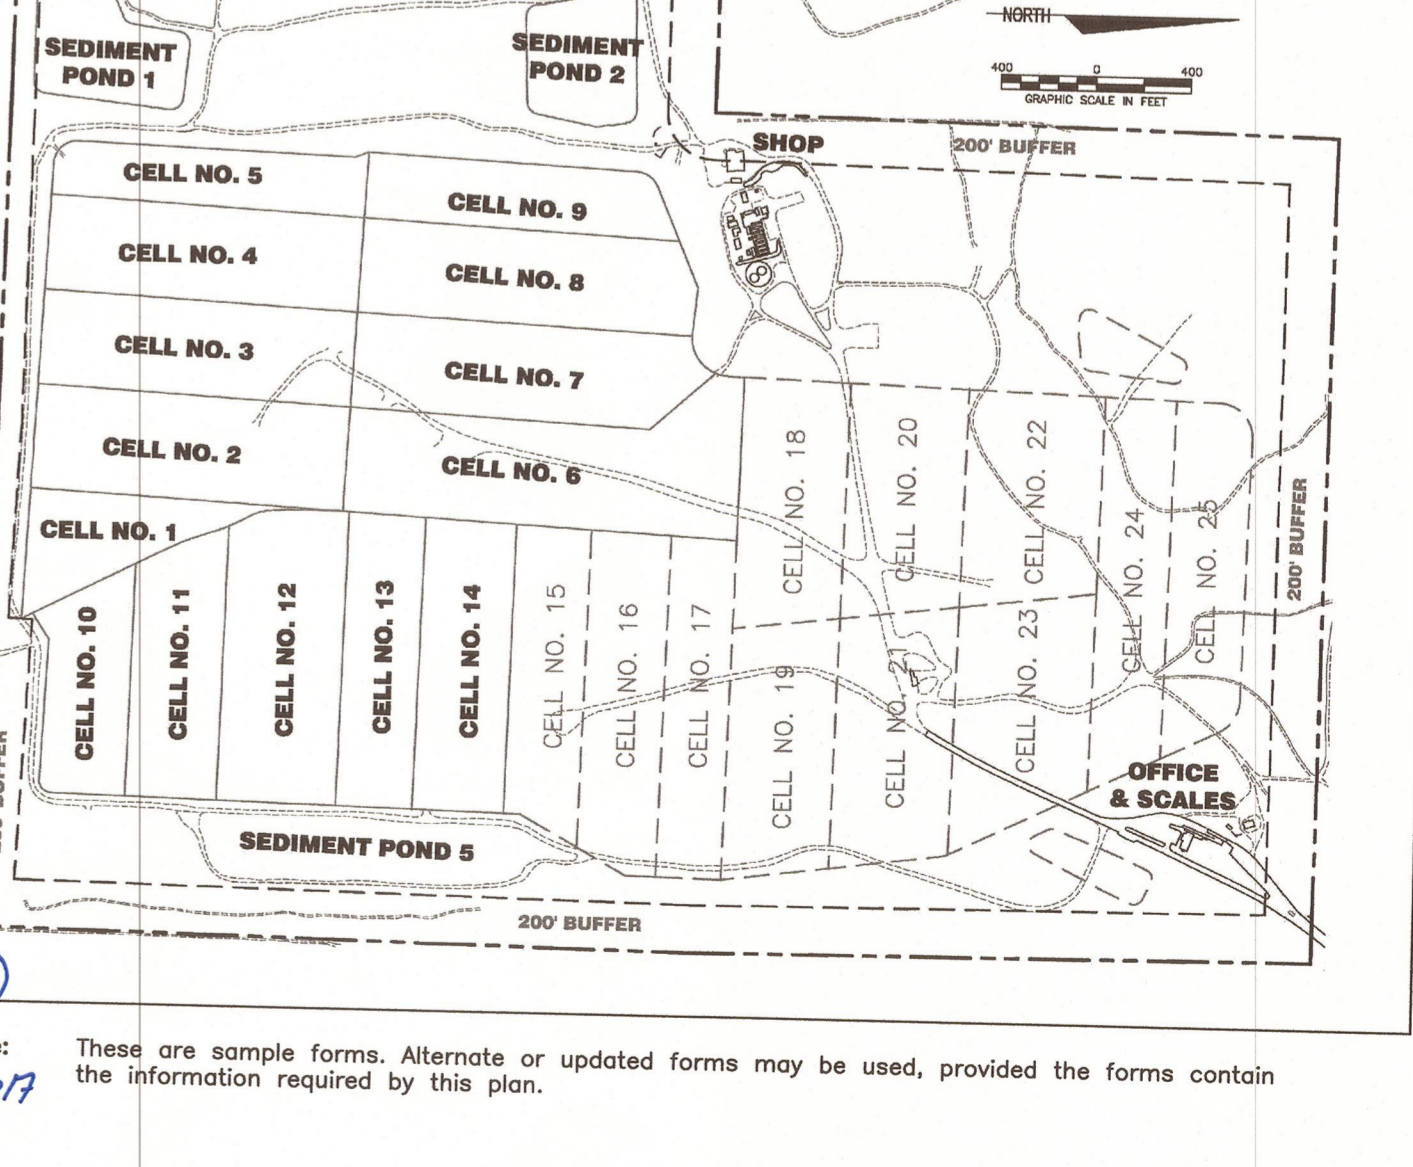 NORTH
SEDIMENT
POND 1
SEDIMENT
POND 2
400 0 400
GRAPHIC SCALE IN FEET
SHOP
200' BUFFER
CELL NO. 5
CELL NO. 9
CELL NO. 4
CELL NO. 8
CELL NO. 3
CELL NO. 7
CELL NO. 2
CELL NO. 6
CELL NO. 1
CELL NO. 10
CELL NO. 11
CELL NO. 12
CELL NO. 13
CELL NO. 14
CELL NO. 15
CELL NO. 16
CELL NO. 17
CELL NO. 18
CELL NO. 19
CELL NO. 20
CELL NO. 21
CELL NO. 22
CELL NO. 23
CELL NO. 24
CELL NO. 25
200' BUFFER
OFFICE
& SCALES
SEDIMENT POND 5
200' BUFFER
These are sample forms. Alternate or updated forms may be used, provided the forms contain
the information required by this plan.